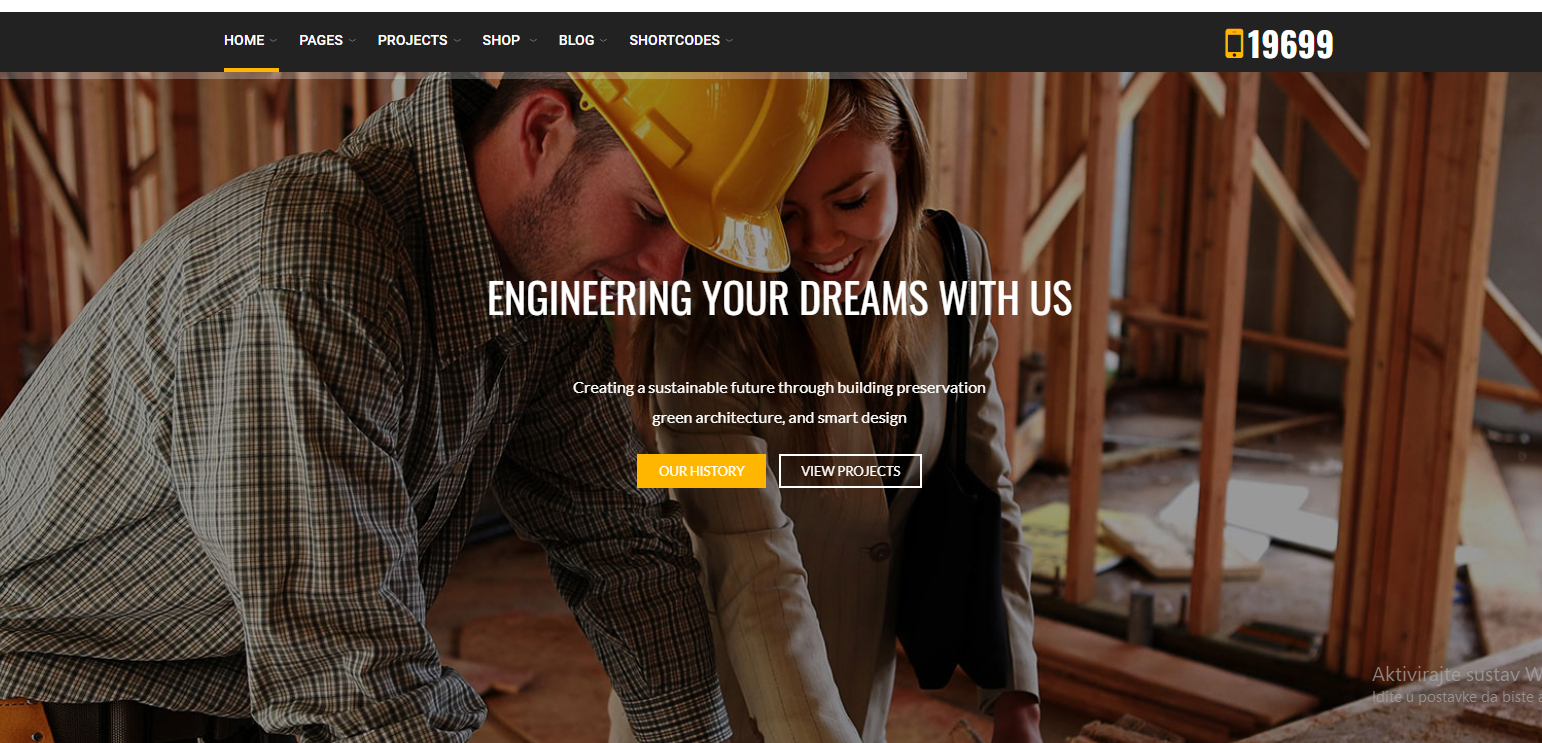 HOME PAGES PROJECTS SHOP BLOG SHORTCODES 19699
ENGINEERING YOUR DREAMS WITH US
Creating a sustainable future through building preservation
green architecture, and smart design
OUR HISTORY VIEW PROJECTS
Aktivirajte sustav W
Idite u postavke da biste a